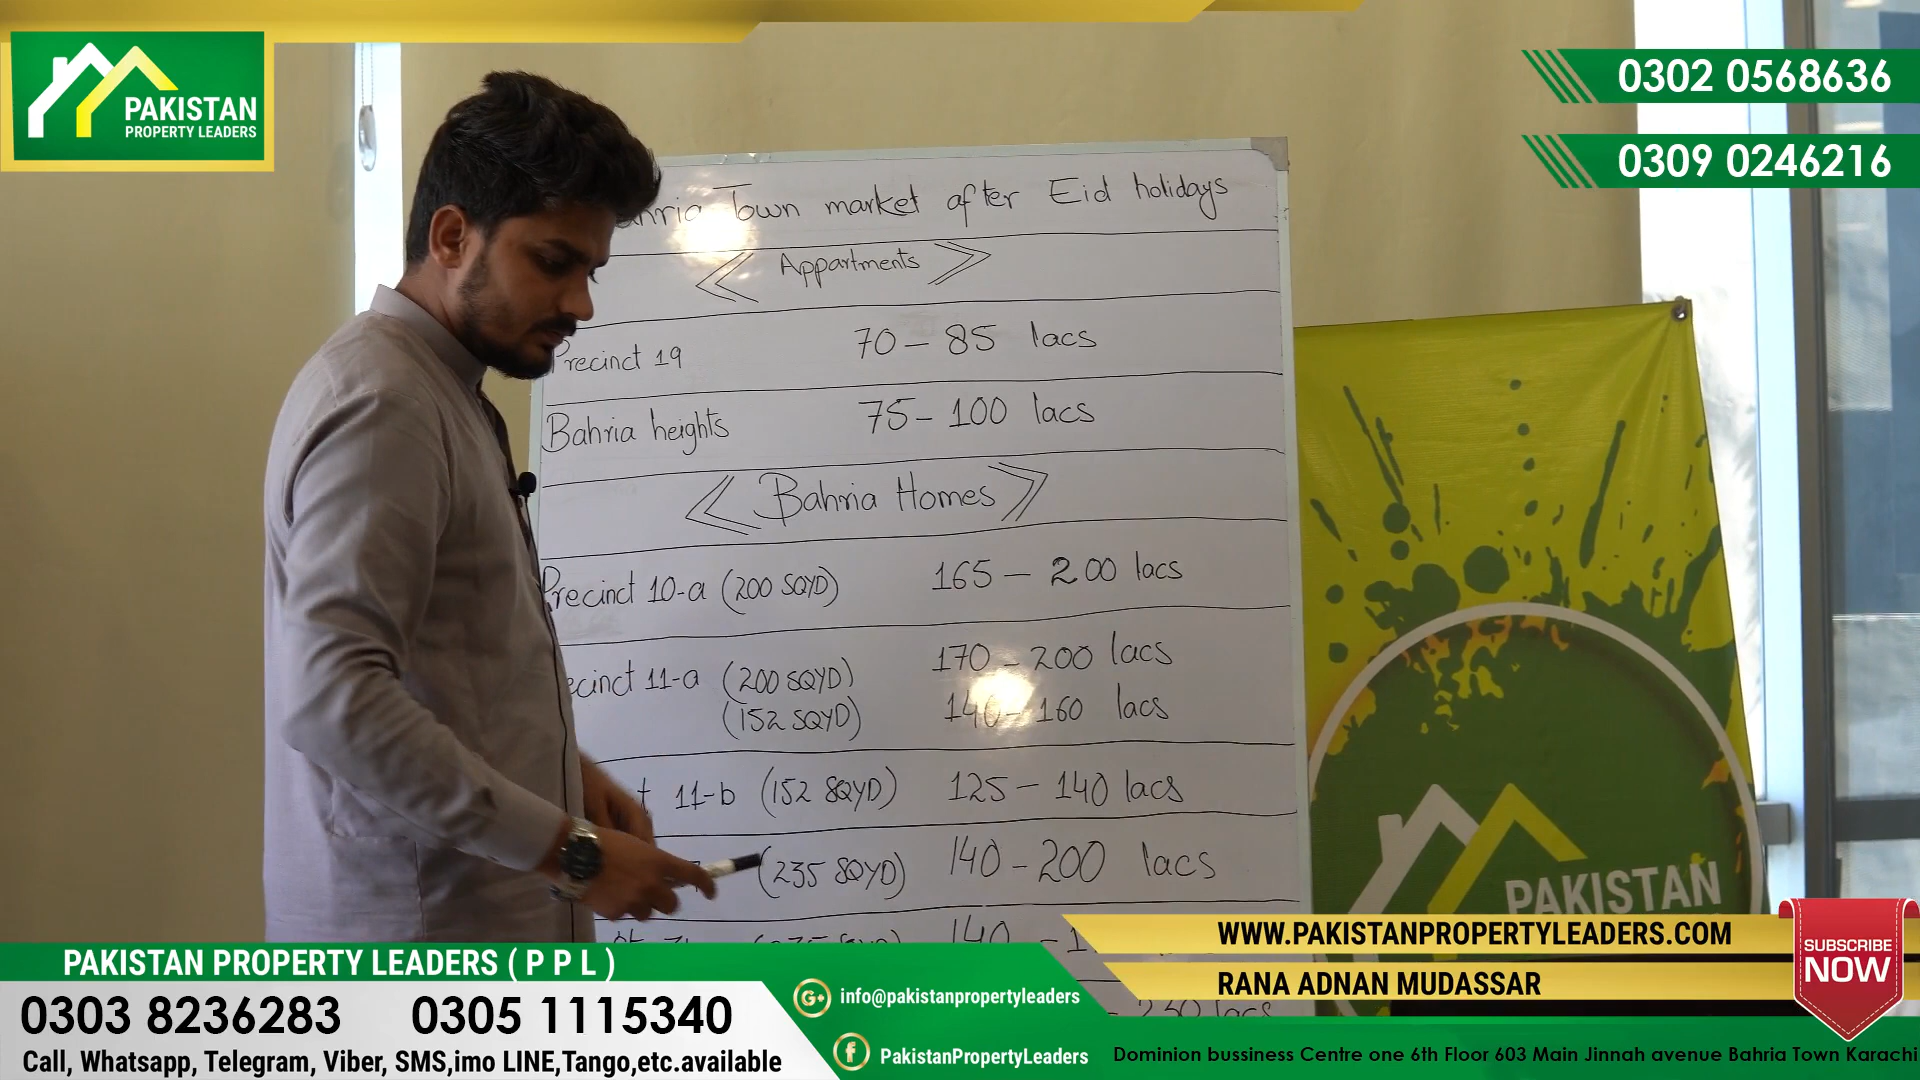 PAKISTAN
PROPERTY LEADERS
0302 0568636
0309 0246216
Town market after Eid holidays
Appartments
Precinct 19 70 – 85 lacs
Bahria heights 75 – 100 lacs
Bahria Homes
Precinct 10-a (200 SQYD) 165 – 200 lacs
ecinct 11-a (200 SQYD) 170 – 200 lacs
(152 SQYD) 140 – 160 lacs
t 11-b (152 SQYD) 125 – 140 lacs
(235 SQYD) 140 – 200 lacs
140
PAKISTAN
WWW.PAKISTANPROPERTYLEADERS.COM
RANA ADNAN MUDASSAR
SUBSCRIBE
NOW
PAKISTAN PROPERTY LEADERS ( P P L )
0303 8236283 0305 1115340
Call, Whatsapp, Telegram, Viber, SMS,imo LINE,Tango,etc.available
G+ info@pakistanpropertyleaders
f PakistanPropertyLeaders
Dominion bussiness Centre one 6th Floor 603 Main Jinnah avenue Bahria Town Karachi